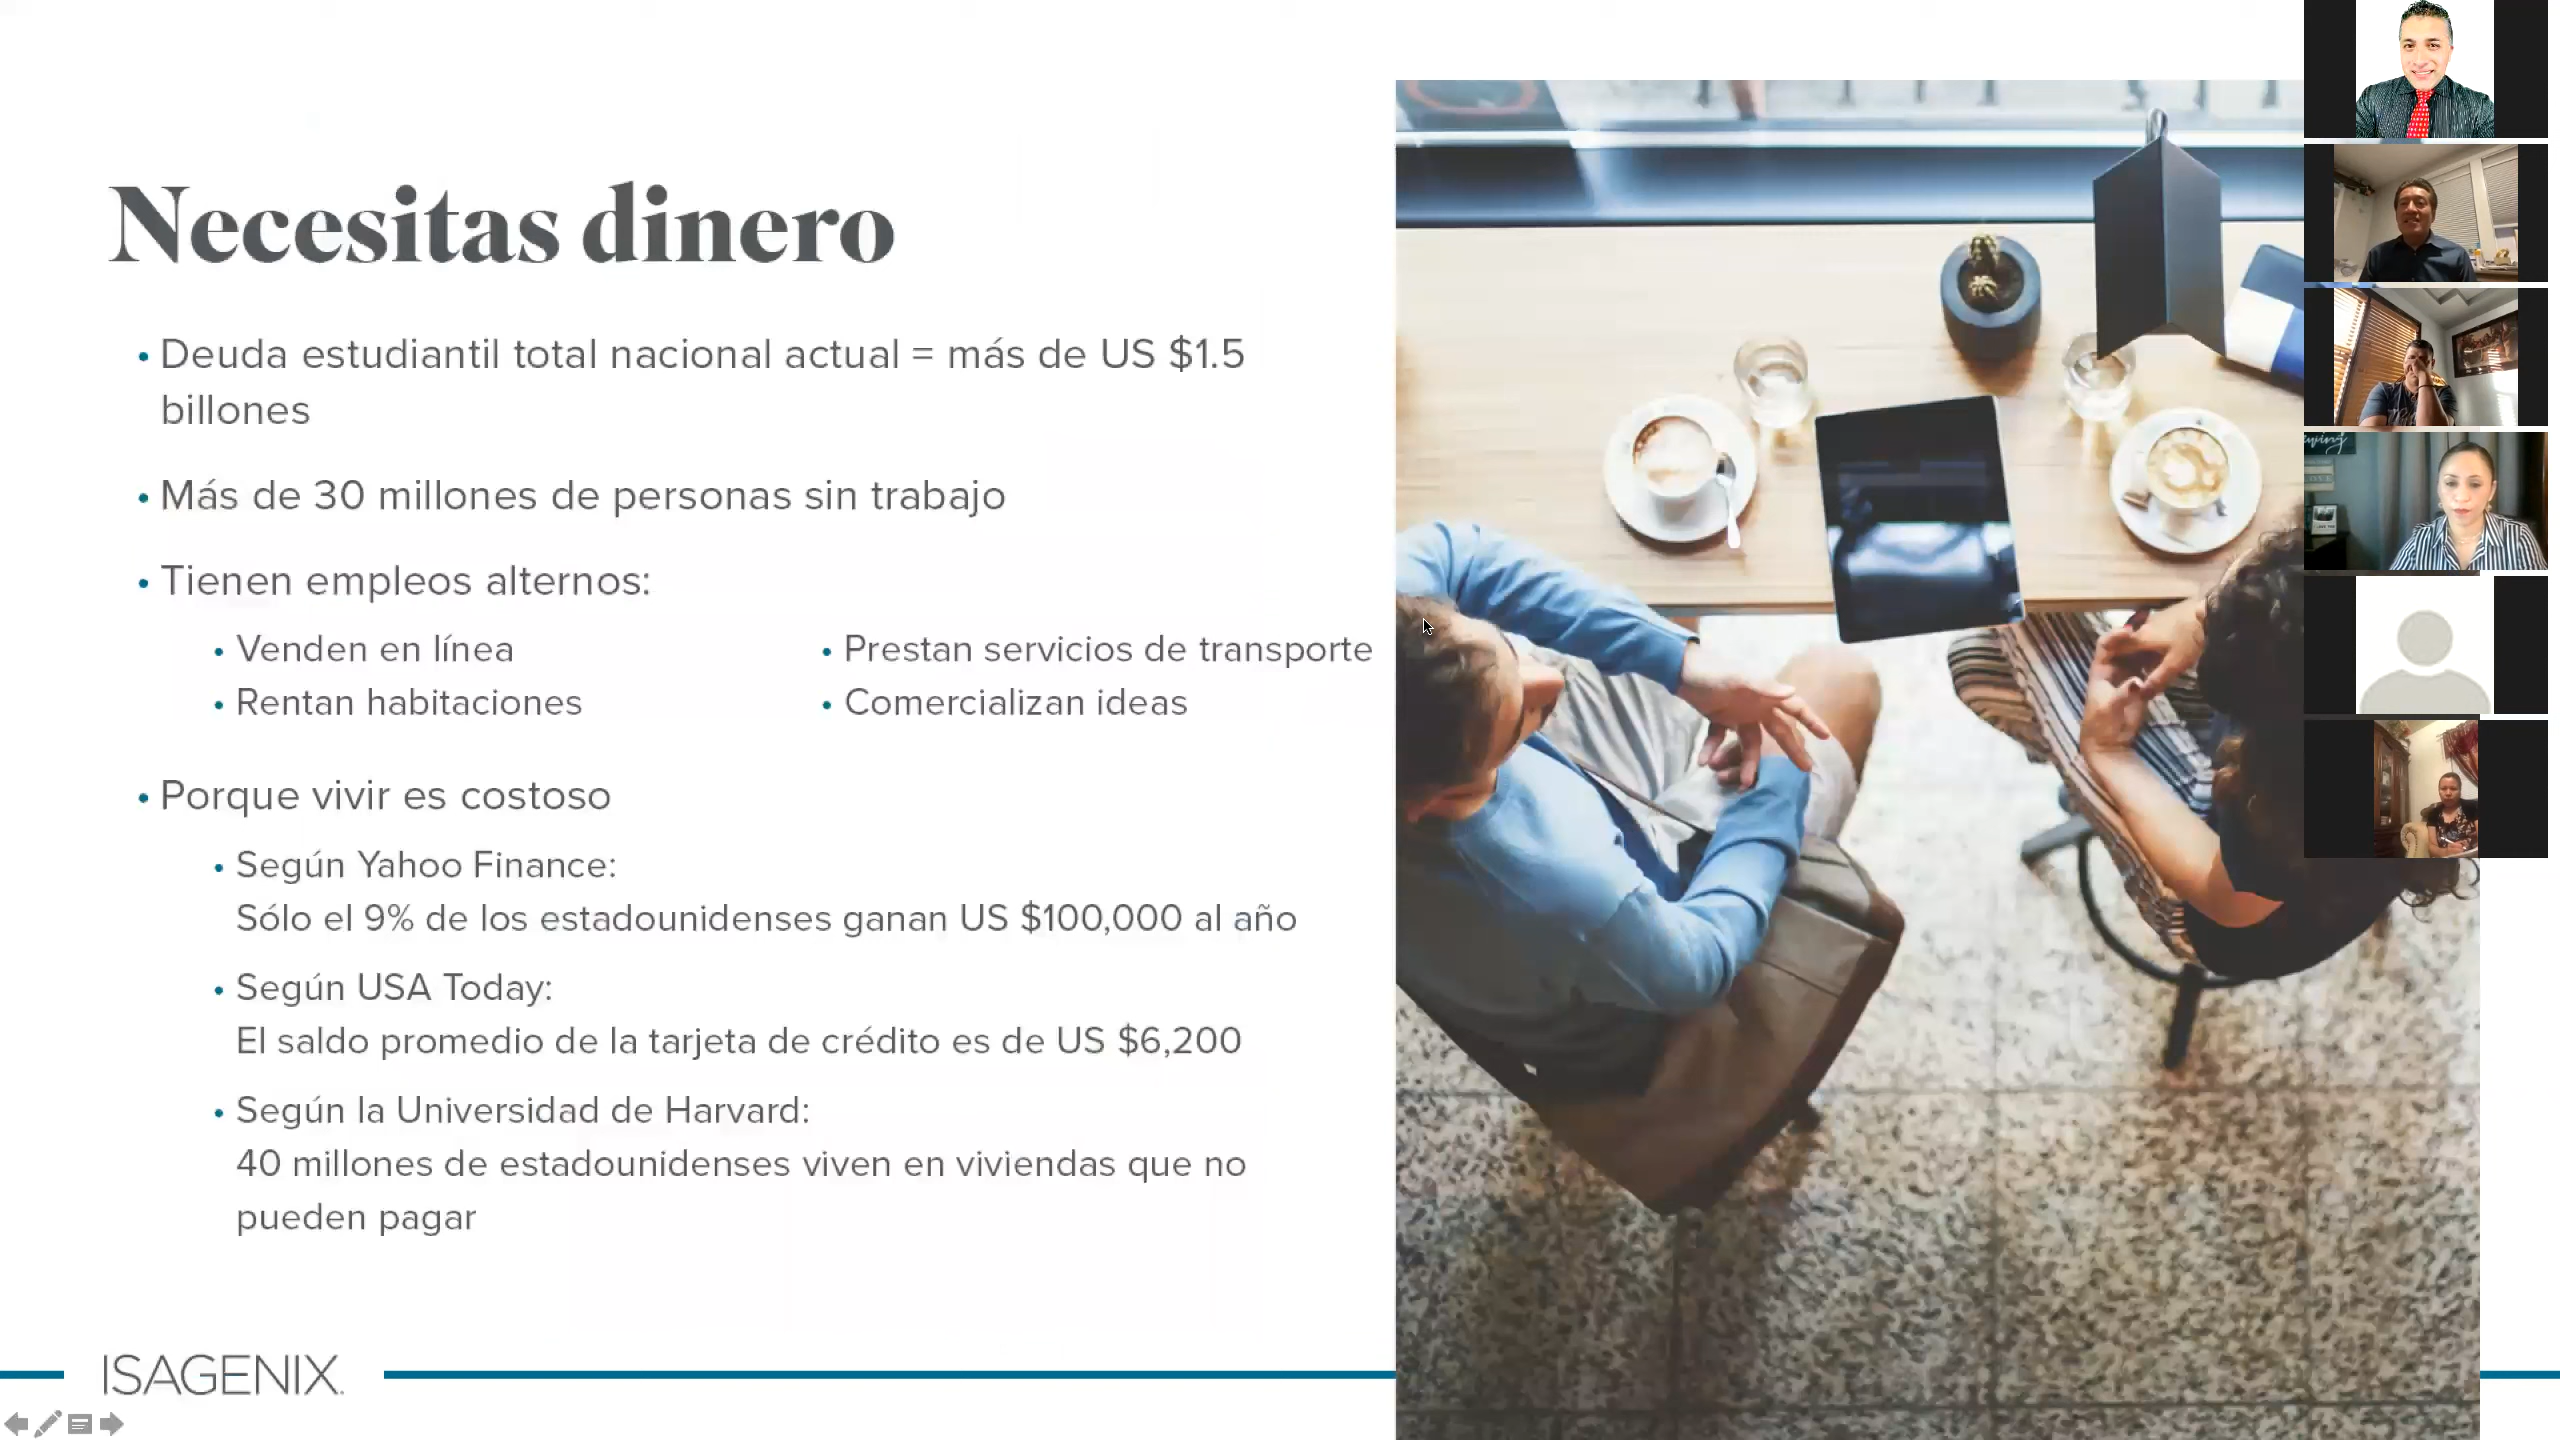 Necesitas dinero
• Deuda estudiantil total nacional actual = más de US $1.5
billones
• Más de 30 millones de personas sin trabajo
• Tienen empleos alternos:
• Venden en línea
• Prestan servicios de transporte
• Rentan habitaciones
• Comercializan ideas
• Porque vivir es costoso
• Según Yahoo Finance:
Sólo el 9% de los estadounidenses ganan US $100,000 al año
• Según USA Today:
El saldo promedio de la tarjeta de crédito es de US $6,200
• Según la Universidad de Harvard:
40 millones de estadounidenses viven en viviendas que no
pueden pagar
ISAGENIX.